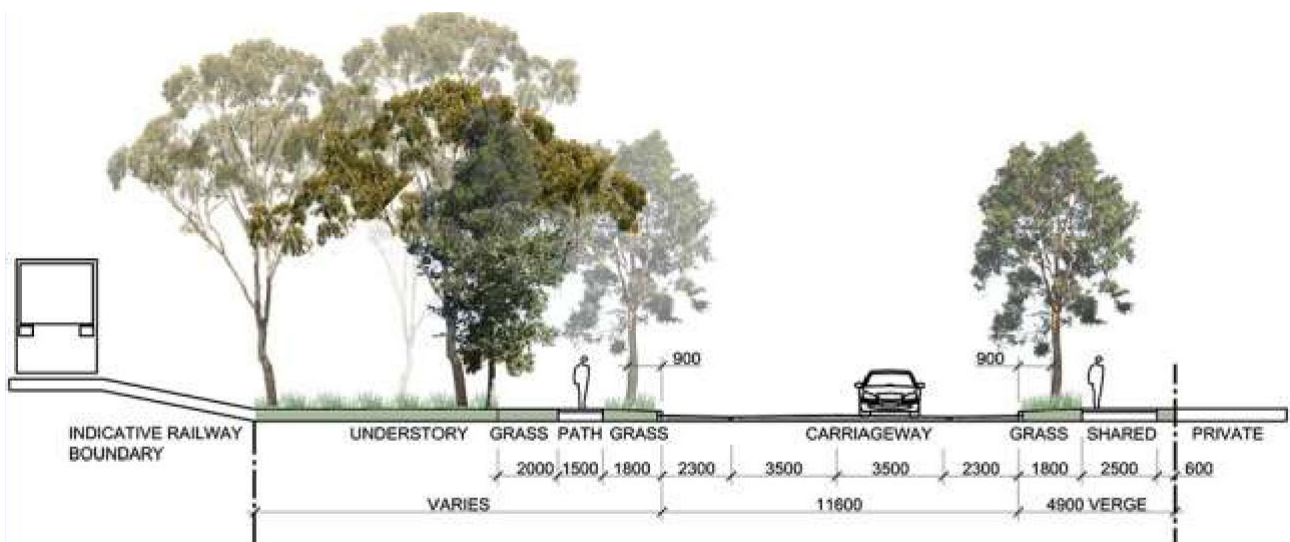 900
900
INDICATIVE RAILWAY
BOUNDARY
UNDERSTORY
GRASS
PATH
GRASS
CARRIAGEWAY
GRASS
SHARED
PRIVATE
2000
1500
1800
2300
3500
3500
2300
1800
2500
600
VARIES
11600
4900 VERGE